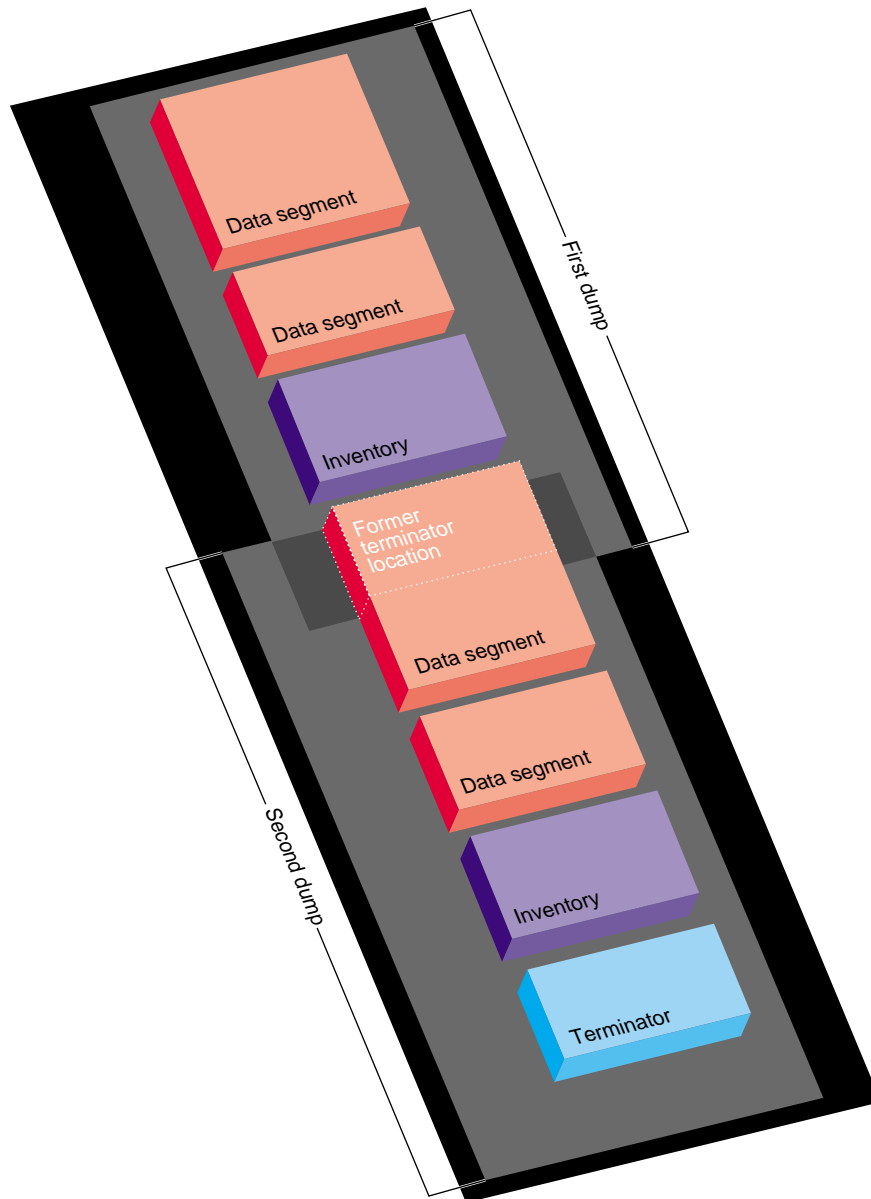 Data segment
First dump
Data segment
Inventory
Former
terminator
location
Data segment
Data segment
Second dump
Inventory
Terminator